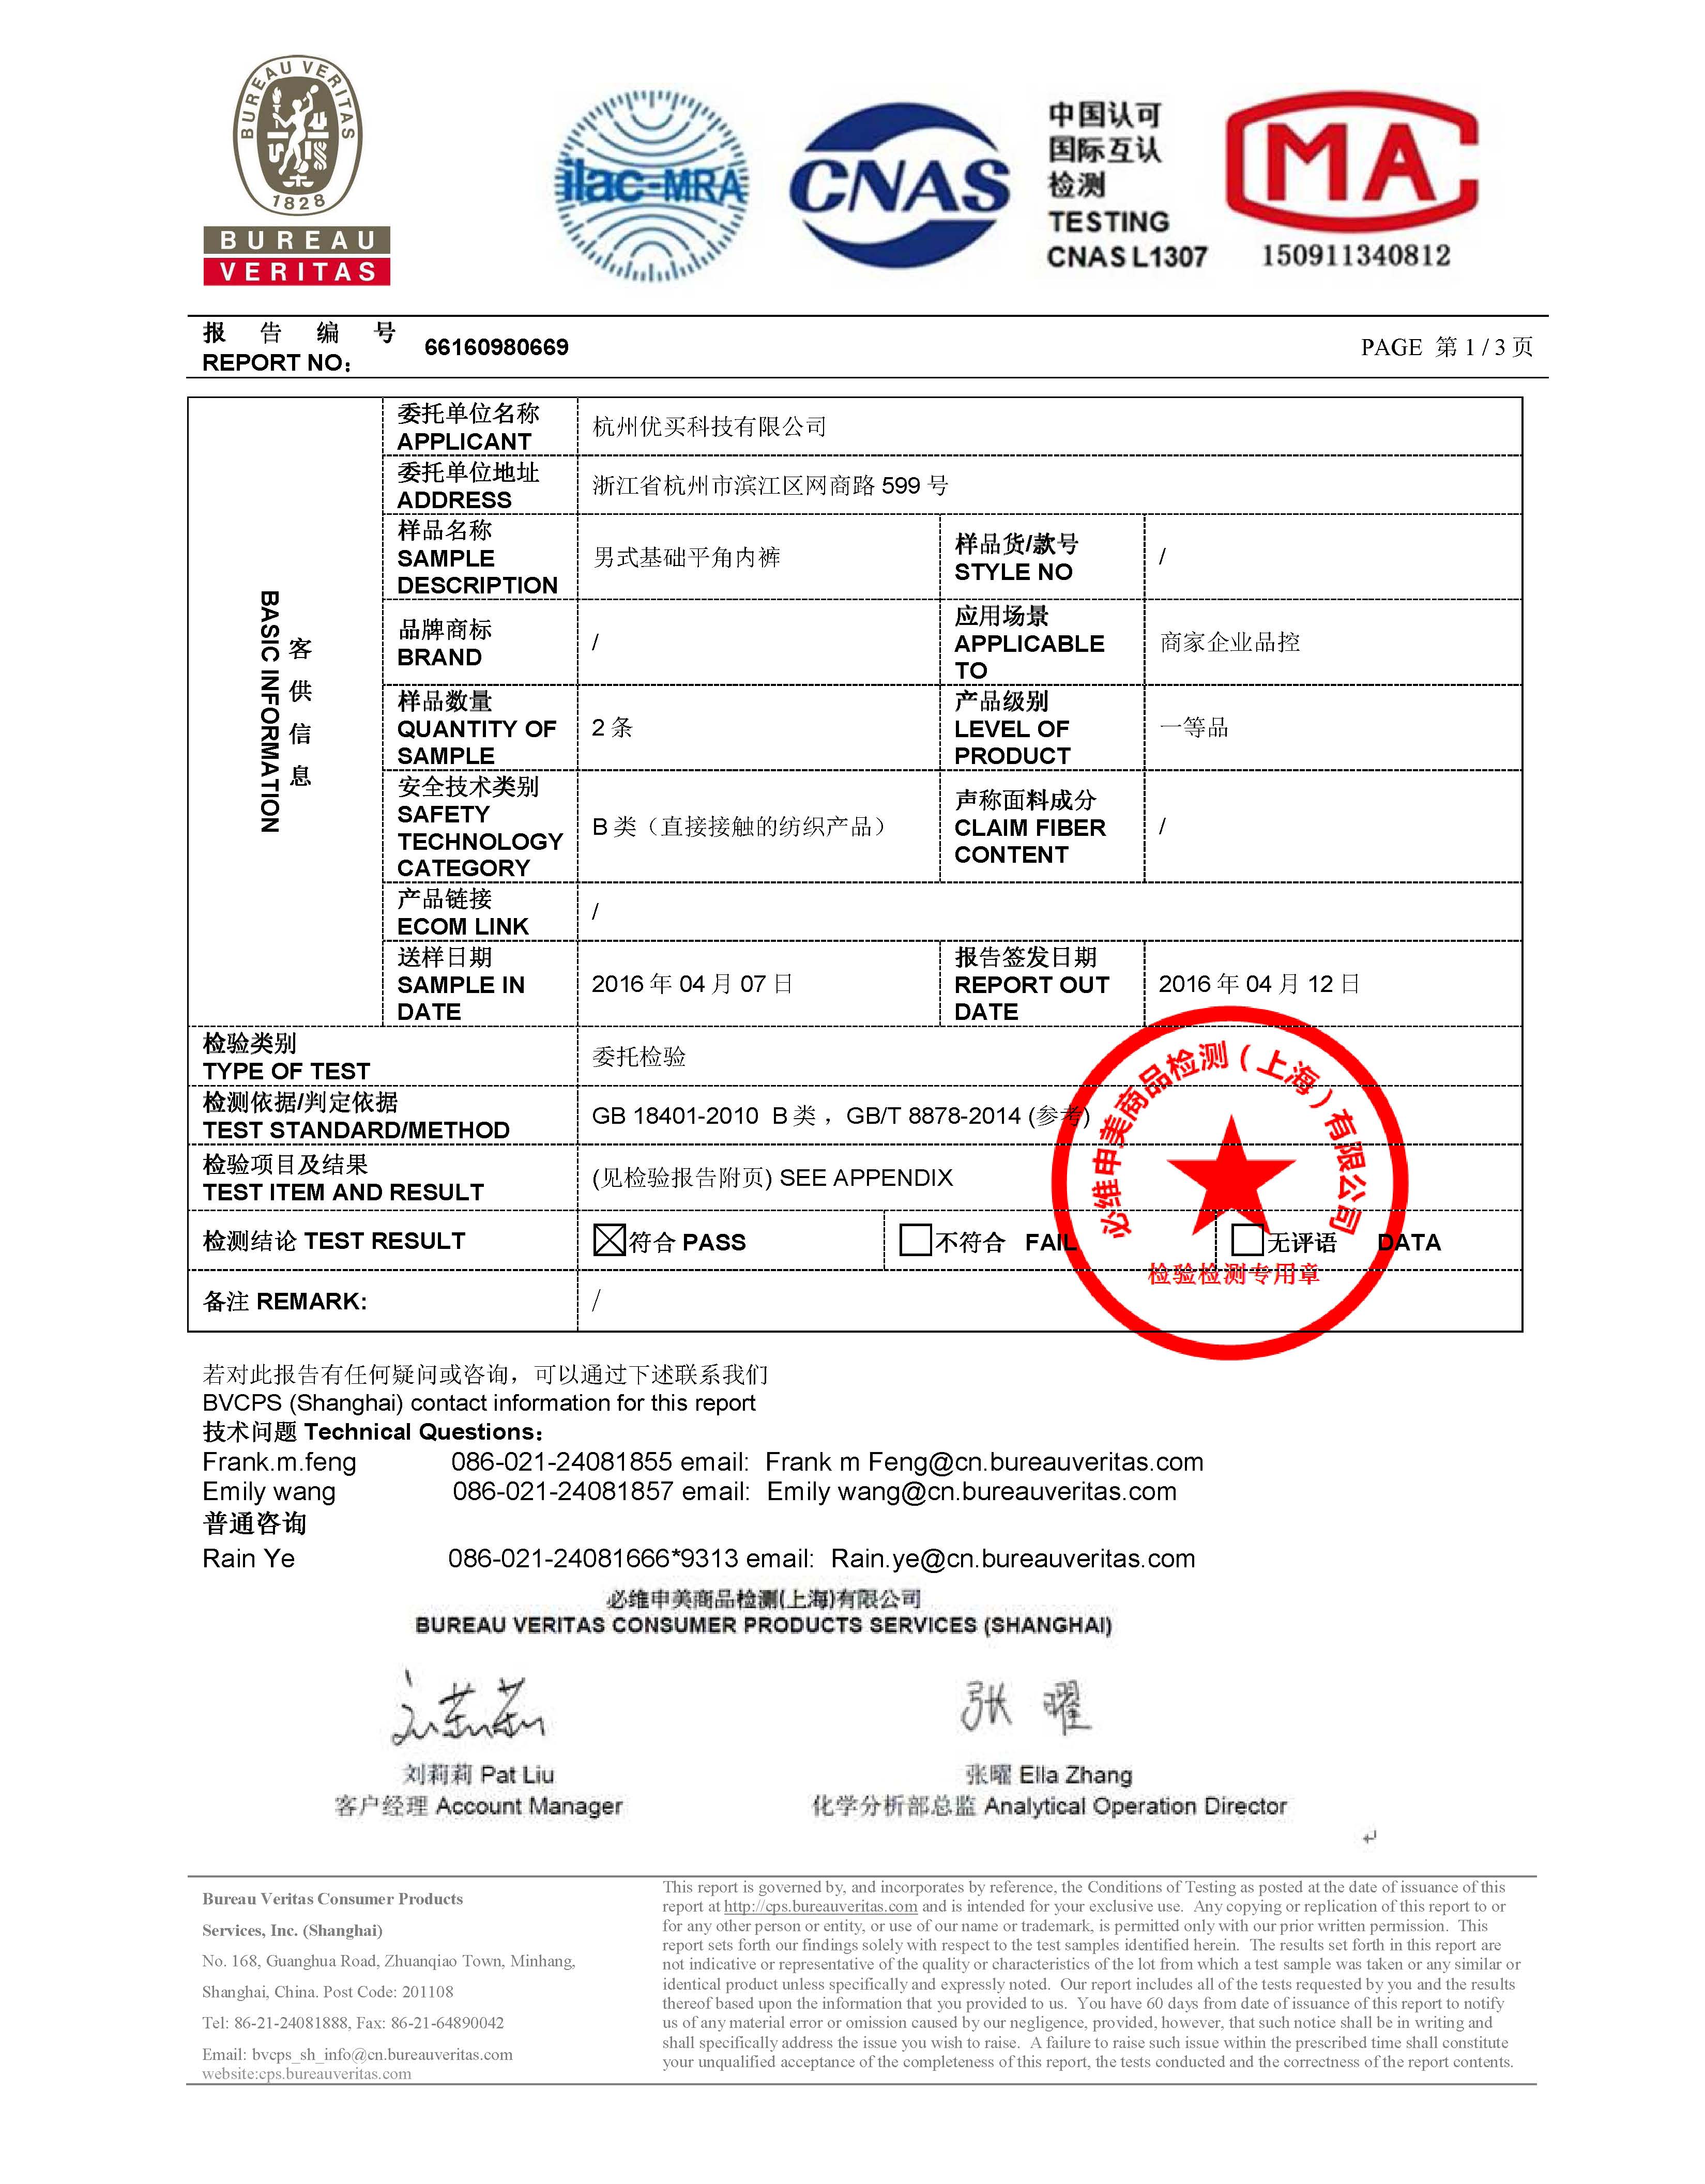 BUREAU VERITAS
1828
BUREAU
VERITAS
ilac-MRA
CNAS
中国认可
国际互认
检测
TESTING
CNAS L1307
MA
150911340812
报 告 编 号
REPORT NO:
66160980669
PAGE 第 1 / 3 页
BASIC INFORMATION
客供信息
委托单位名称
APPLICANT
杭州优买科技有限公司
委托单位地址
ADDRESS
浙江省杭州市滨江区网商路 599 号
样品名称
SAMPLE
DESCRIPTION
男式基础平角内裤
样品货/款号
STYLE NO
/
品牌商标
BRAND
/
应用场景
APPLICABLE
TO
商家企业品控
样品数量
QUANTITY OF
SAMPLE
2 条
产品级别
LEVEL OF
PRODUCT
一等品
安全技术类别
SAFETY
TECHNOLOGY
CATEGORY
B 类（直接接触的纺织产品）
声称面料成分
CLAIM FIBER
CONTENT
/
产品链接
ECOM LINK
/
送样日期
SAMPLE IN
DATE
2016 年 04 月 07 日
报告签发日期
REPORT OUT
DATE
2016 年 04 月 12 日
检验类别
TYPE OF TEST
委托检验
检测依据/判定依据
TEST STANDARD/METHOD
GB 18401-2010 B 类 ，GB/T 8878-2014 (参考)
检验项目及结果
TEST ITEM AND RESULT
(见检验报告附页) SEE APPENDIX
检测结论 TEST RESULT
☒符合 PASS
☐不符合 FAIL
☐无评语 DATA
备注 REMARK:
/
必维申美商品检测（上海）有限公司
检验检测专用章
若对此报告有任何疑问或咨询，可以通过下述联系我们
BVCPS (Shanghai) contact information for this report
技术问题 Technical Questions：
Frank.m.feng 086-021-24081855 email: Frank m Feng@cn.bureauveritas.com
Emily wang 086-021-24081857 email: Emily wang@cn.bureauveritas.com
普通咨询
Rain Ye 086-021-24081666*9313 email: Rain.ye@cn.bureauveritas.com
必维申美商品检测(上海)有限公司
BUREAU VERITAS CONSUMER PRODUCTS SERVICES (SHANGHAI)
刘莉莉
张曜
刘莉莉 Pat Liu
张曜 Ella Zhang
客户经理 Account Manager
化学分析部总监 Analytical Operation Director
Bureau Veritas Consumer Products
Services, Inc. (Shanghai)
No. 168, Guanghua Road, Zhuanqiao Town, Minhang,
Shanghai, China. Post Code: 201108
Tel: 86-21-24081888, Fax: 86-21-64890042
Email: bvcps_sh_info@cn.bureauveritas.com
website:cps.bureauveritas.com
This report is governed by, and incorporates by reference, the Conditions of Testing as posted at the date of issuance of this
report at http://cps.bureauveritas.com and is intended for your exclusive use. Any copying or replication of this report to or
for any other person or entity, or use of our name or trademark, is permitted only with our prior written permission. This
report sets forth our findings solely with respect to the test samples identified herein. The results set forth in this report are
not indicative or representative of the quality or characteristics of the lot from which a test sample was taken or any similar or
identical product unless specifically and expressly noted. Our report includes all of the tests requested by you and the results
thereof based upon the information that you provided to us. You have 60 days from date of issuance of this report to notify
us of any material error or omission caused by our negligence, provided, however, that such notice shall be in writing and
shall specifically address the issue you wish to raise. A failure to raise such issue within the prescribed time shall constitute
your unqualified acceptance of the completeness of this report, the tests conducted and the correctness of the report contents.